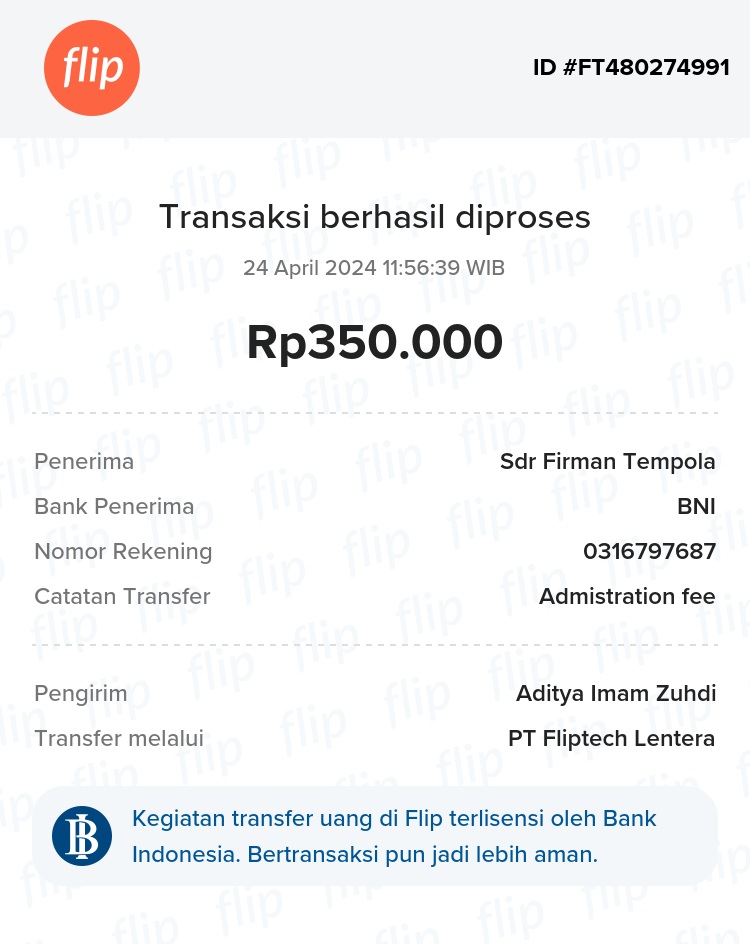 flip
ID #FT480274991
Transaksi berhasil diproses
24 April 2024 11:56:39 WIB
Rp350.000
Penerima Sdr Firman Tempola
Bank Penerima BNI
Nomor Rekening 0316797687
Catatan Transfer Admistration fee
Pengirim Aditya Imam Zuhdi
Transfer melalui PT Fliptech Lentera
Kegiatan transfer uang di Flip terlisensi oleh Bank
Indonesia. Bertransaksi pun jadi lebih aman.